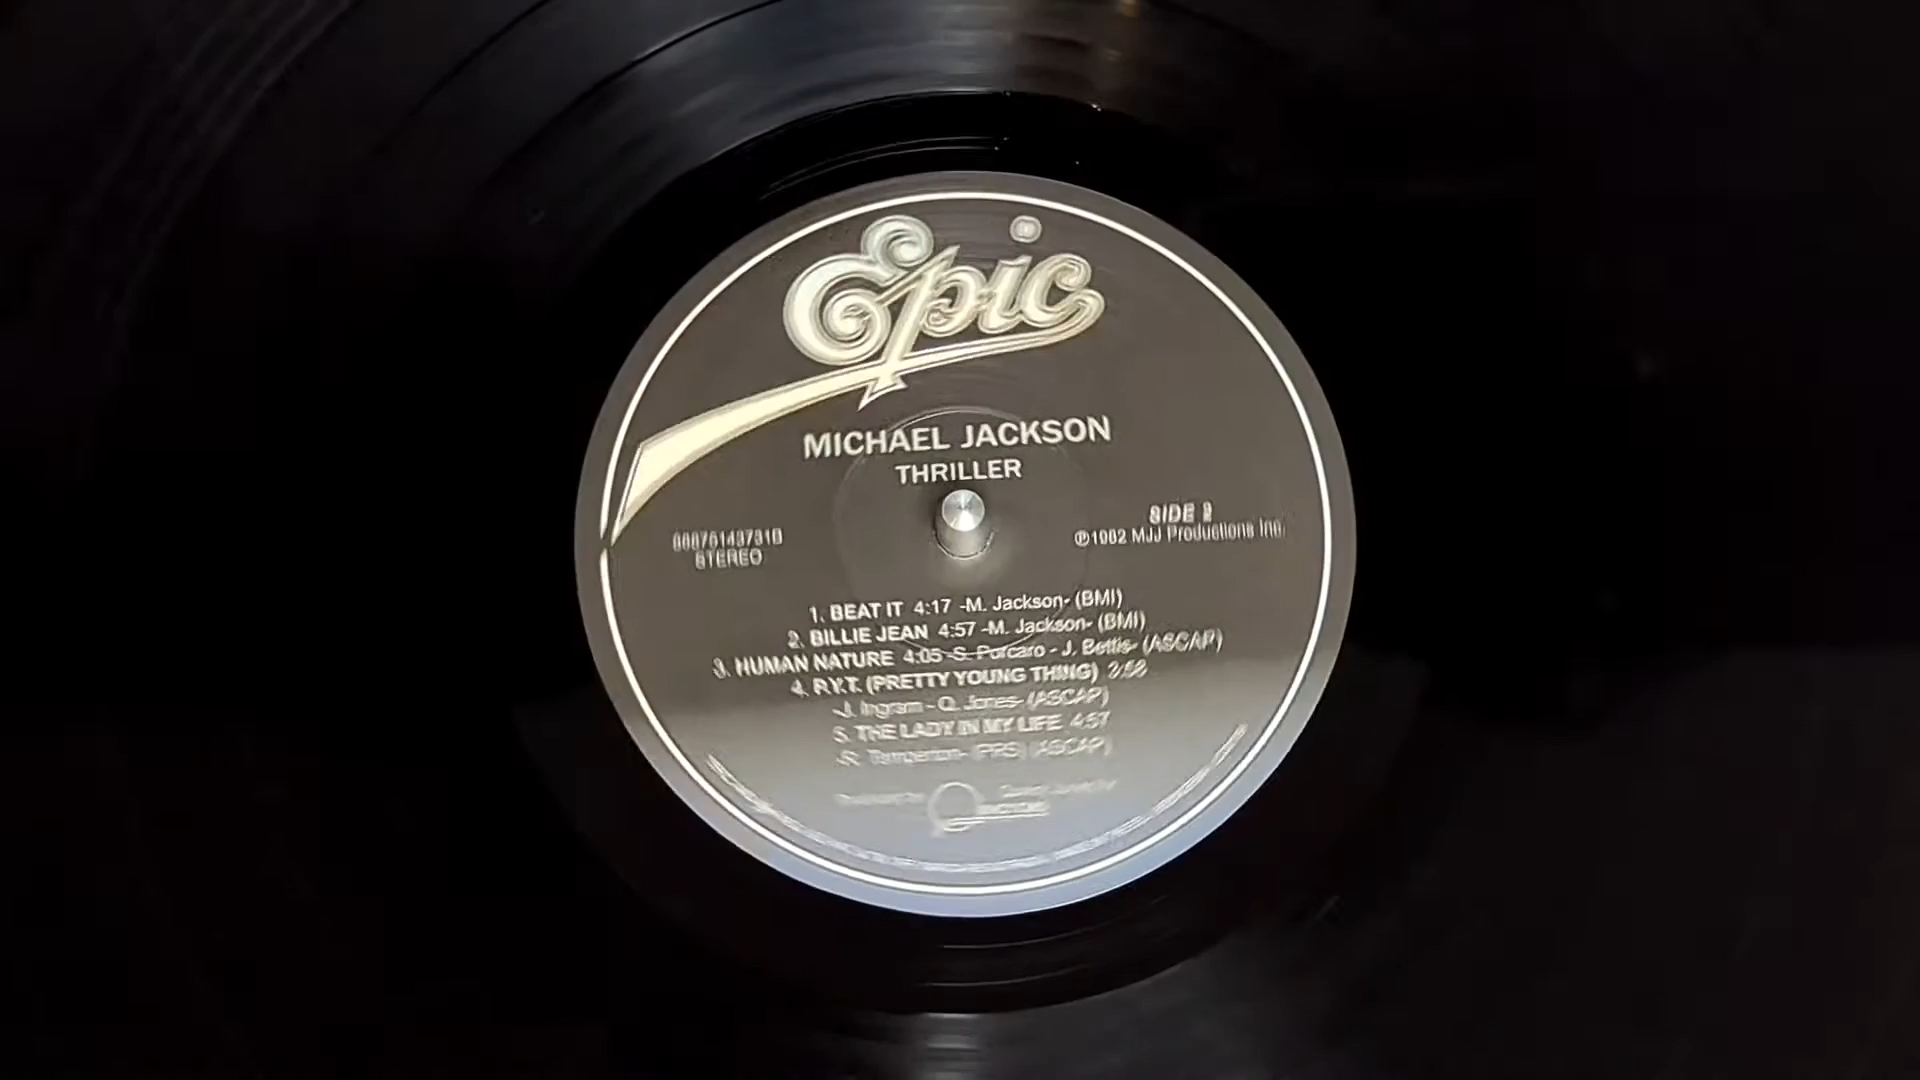 Epic
MICHAEL JACKSON
THRILLER
SIDE
STEREO
℗1982 MJJ Productions Inc.
1. BEAT IT 4:17 -M. Jackson- (BMI)
2. BILLIE JEAN 4:57 -M. Jackson- (BMI)
3. HUMAN NATURE 4:05 -S. Porcaro - J. Bettis- (ASCAP)
4. P.Y.T. (PRETTY YOUNG THING) 3:58
-J. Ingram - Q. Jones- (ASCAP)
5. THE LADY IN MY LIFE 4:57
-R. Temperton- (PRS) (ASCAP)